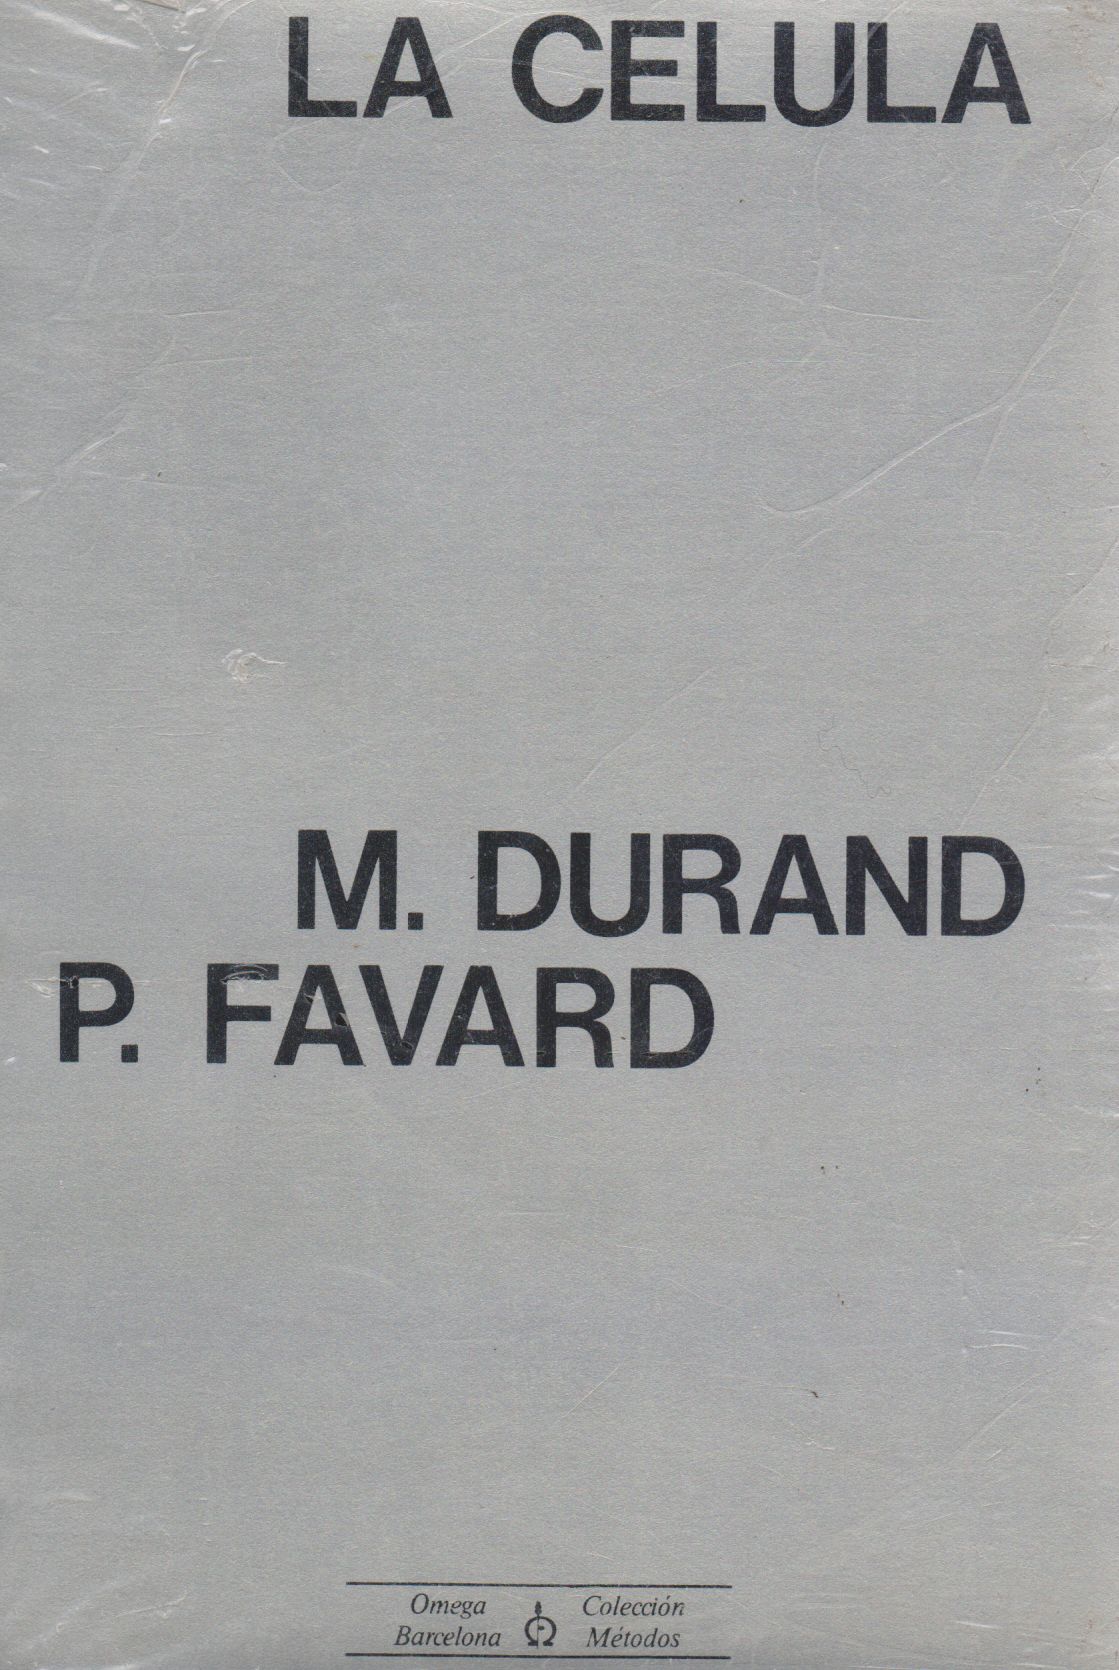 LA CELULA
M. DURAND
P. FAVARD
Omega Colección
Barcelona Métodos